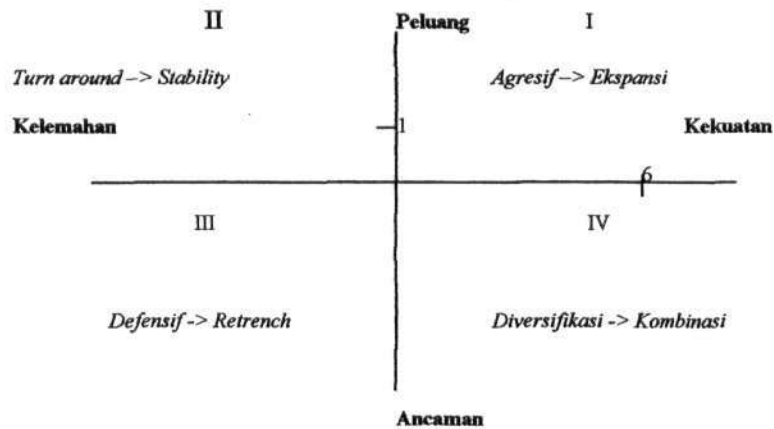 II Peluang I
Turn around –> Stability Agresif –> Ekspansi
Kelemahan 1 Kekuatan
6
III IV
Defensif -> Retrench Diversifikasi -> Kombinasi
Ancaman